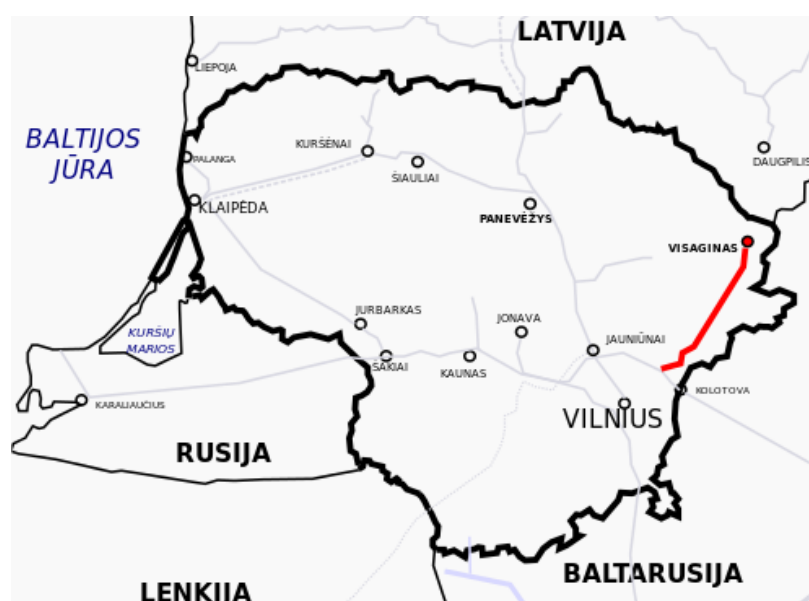 LATVIJA
LIEPOJA
BALTIJOS
JŪRA
KURŠĖNAI
PALANGA
DAUGPILIS
ŠIAULIAI
KLAIPĖDA
PANEVĖŽYS
VISAGINAS
JURBARKAS
JONAVA
KURŠIŲ
MARIOS
JAUNIŪNAI
ŠAKIAI
KAUNAS
KOLOTOVA
KARALIAUČIUS
VILNIUS
RUSIJA
BALTARUSIJA
LENKIJA